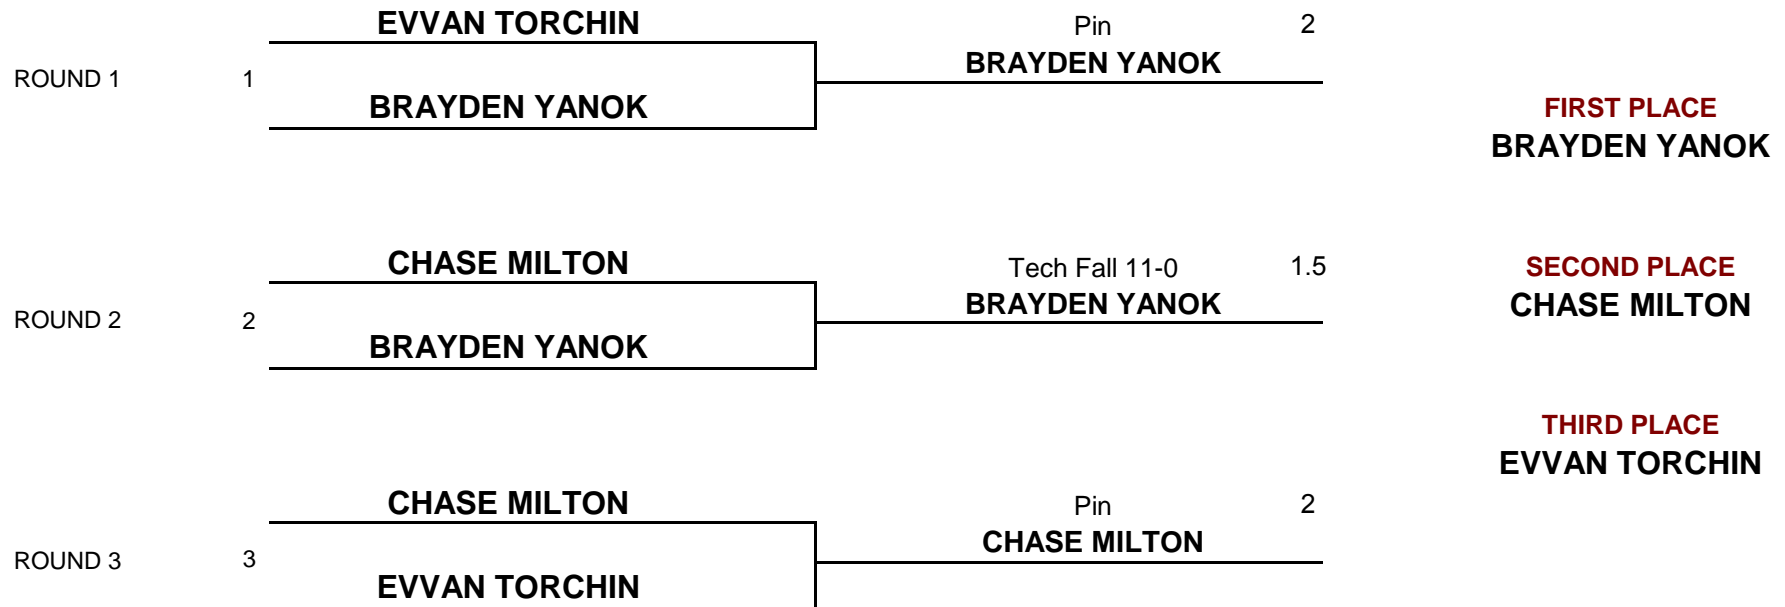 EVVAN TORCHIN
Pin 2
BRAYDEN YANOK
ROUND 1 1
BRAYDEN YANOK
FIRST PLACE
BRAYDEN YANOK
CHASE MILTON
Tech Fall 11-0 1.5
BRAYDEN YANOK
SECOND PLACE
CHASE MILTON
ROUND 2 2
BRAYDEN YANOK
THIRD PLACE
EVVAN TORCHIN
CHASE MILTON
Pin 2
CHASE MILTON
ROUND 3 3
EVVAN TORCHIN